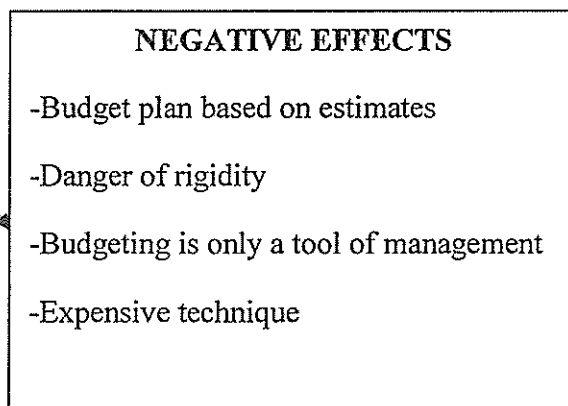 NEGATIVE EFFECTS
-Budget plan based on estimates
-Danger of rigidity
-Budgeting is only a tool of management
-Expensive technique